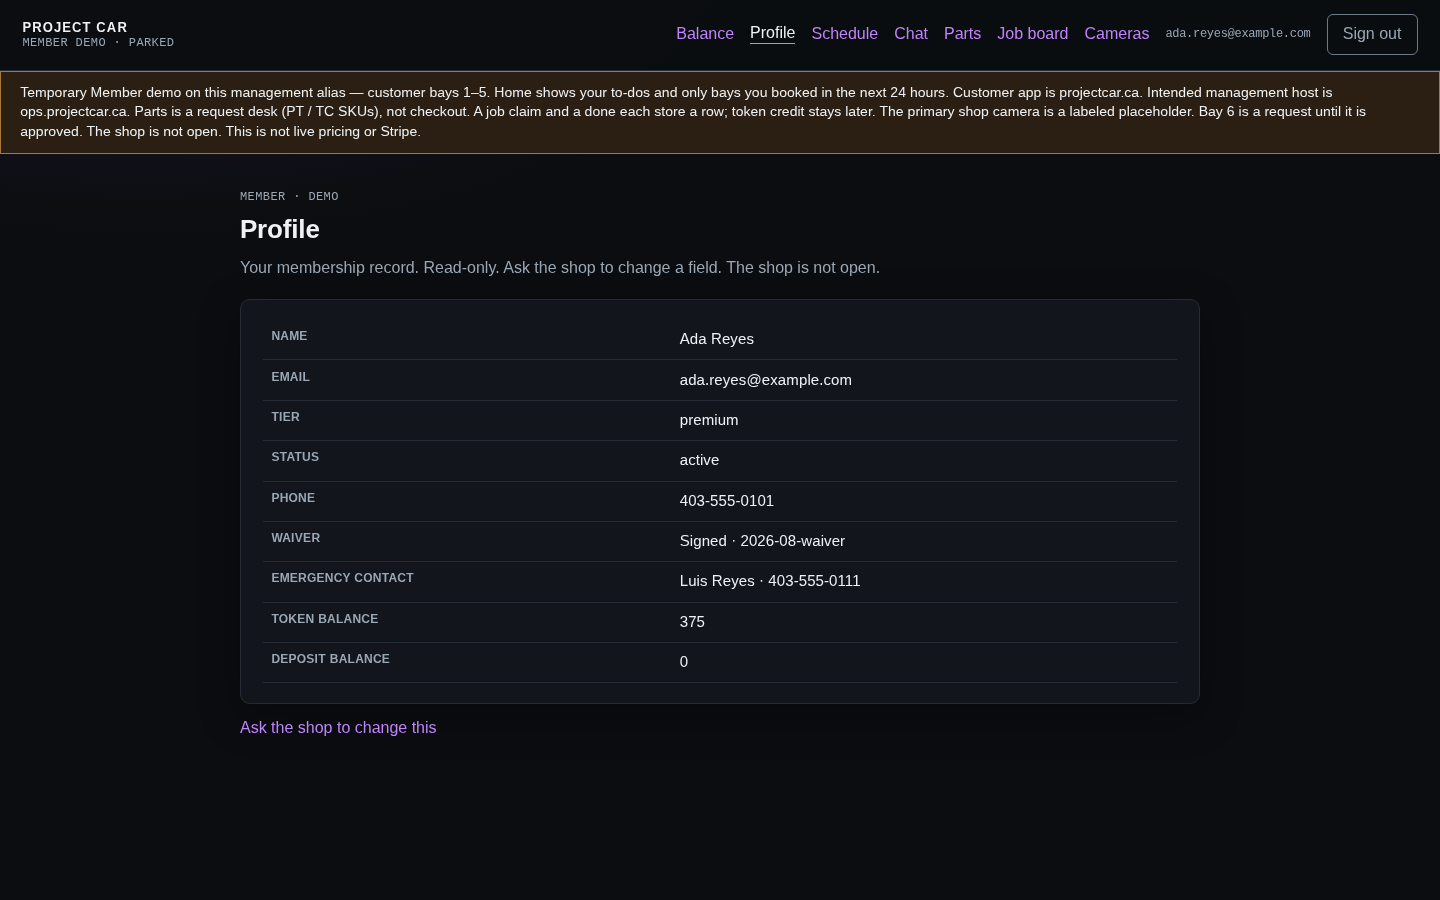 PROJECT CAR
MEMBER DEMO · PARKED
Balance Profile Schedule Chat Parts Job board Cameras ada.reyes@example.com Sign out
Temporary Member demo on this management alias — customer bays 1–5. Home shows your to-dos and only bays you booked in the next 24 hours. Customer app is projectcar.ca. Intended management host is
ops.projectcar.ca. Parts is a request desk (PT / TC SKUs), not checkout. A job claim and a done each store a row; token credit stays later. The primary shop camera is a labeled placeholder. Bay 6 is a request until it is
approved. The shop is not open. This is not live pricing or Stripe.
MEMBER · DEMO
Profile
Your membership record. Read-only. Ask the shop to change a field. The shop is not open.
NAME Ada Reyes
EMAIL ada.reyes@example.com
TIER premium
STATUS active
PHONE 403-555-0101
WAIVER Signed · 2026-08-waiver
EMERGENCY CONTACT Luis Reyes · 403-555-0111
TOKEN BALANCE 375
DEPOSIT BALANCE 0
Ask the shop to change this